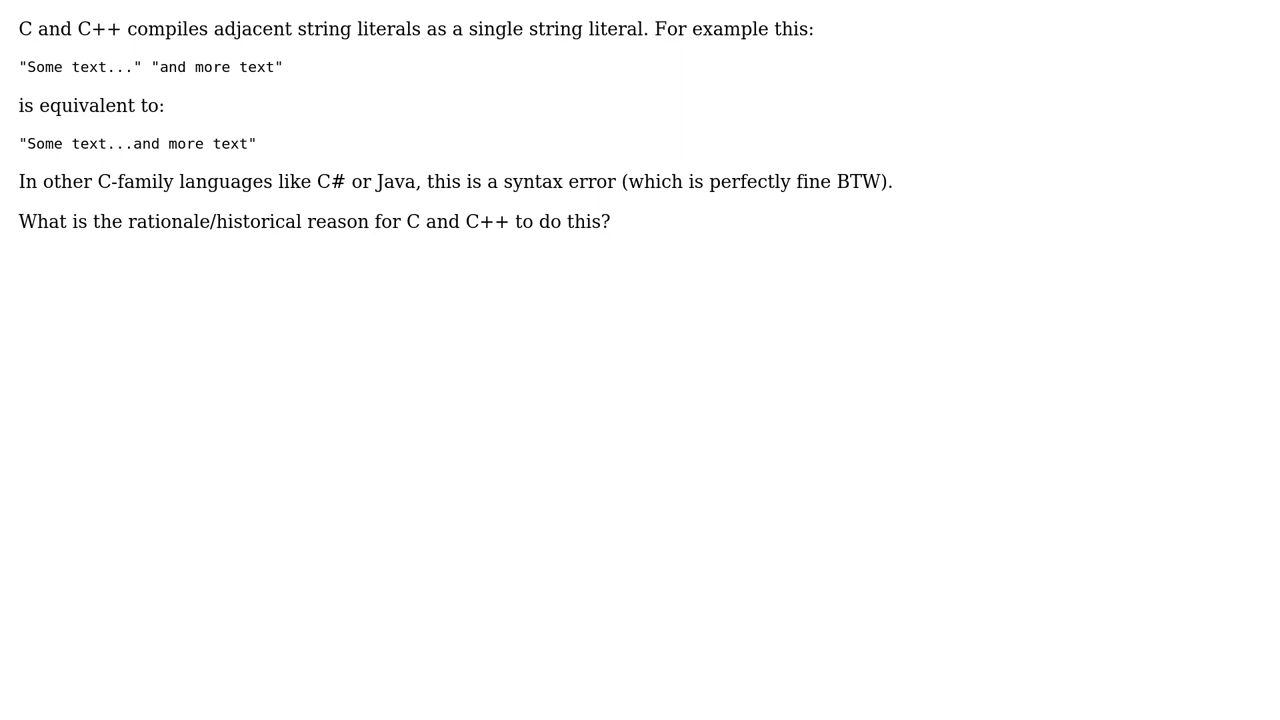 C and C++ compiles adjacent string literals as a single string literal. For example this:
"Some text..." "and more text"
is equivalent to:
"Some text...and more text"
In other C-family languages like C# or Java, this is a syntax error (which is perfectly fine BTW).
What is the rationale/historical reason for C and C++ to do this?